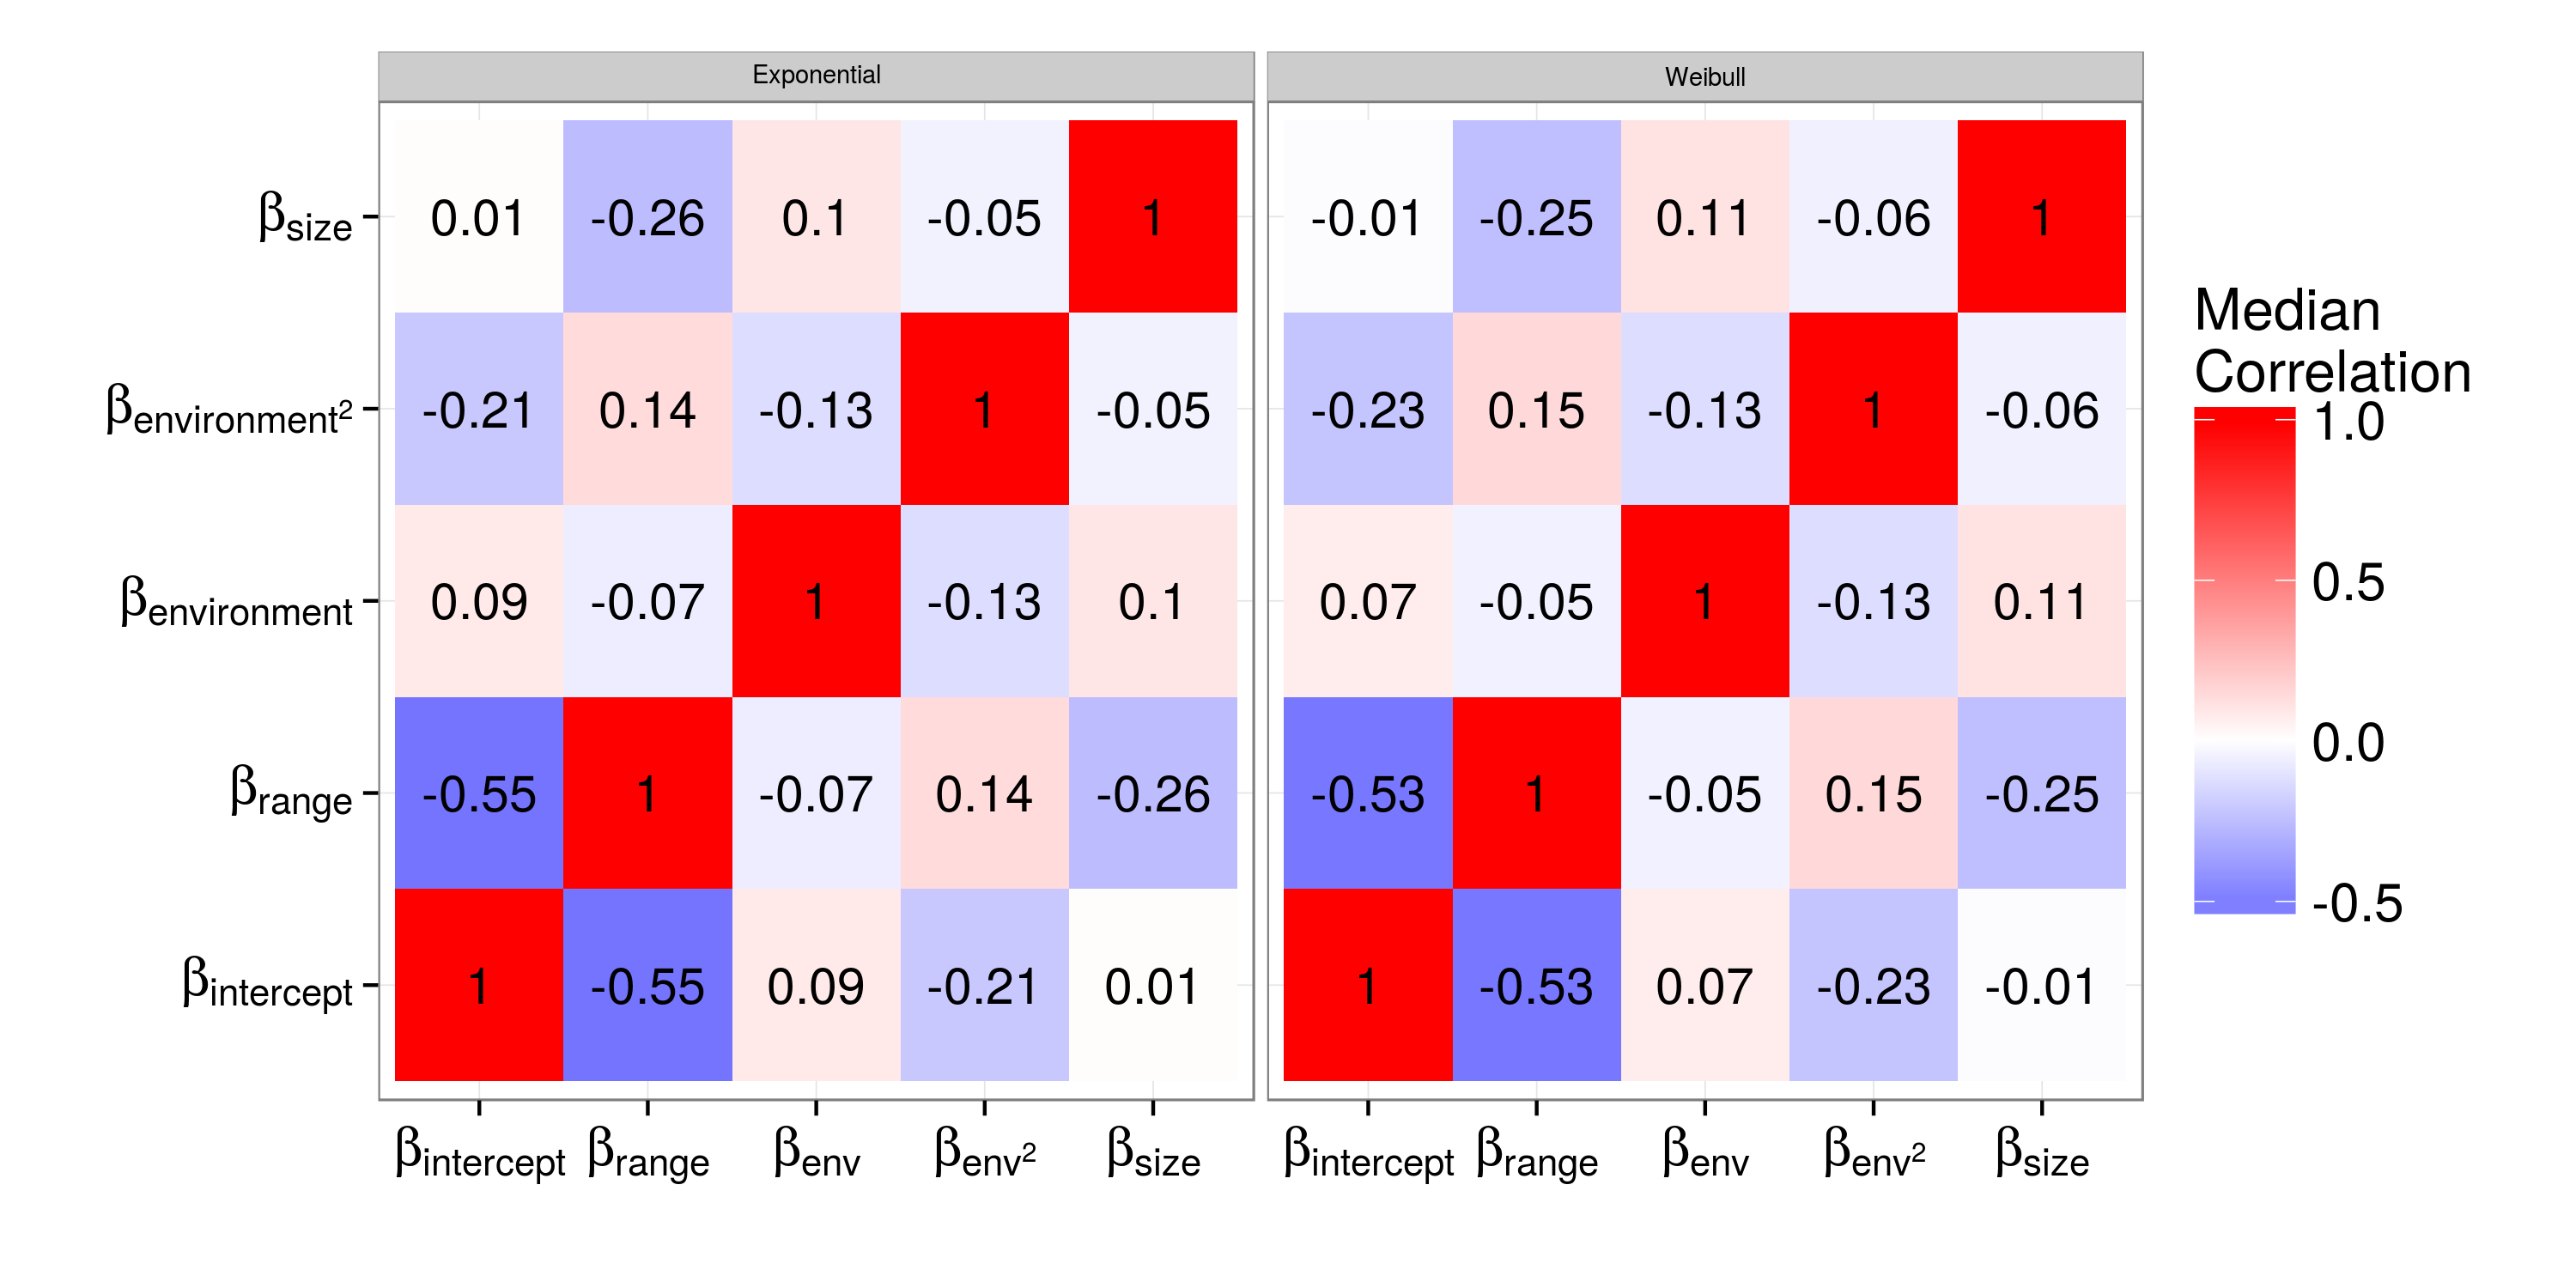 Exponential Weibull
βsize 0.01 -0.26 0.1 -0.05 1 -0.01 -0.25 0.11 -0.06 1
βenvironment² -0.21 0.14 -0.13 1 -0.05 -0.23 0.15 -0.13 1 -0.06
βenvironment 0.09 -0.07 1 -0.13 0.1 0.07 -0.05 1 -0.13 0.11
βrange -0.55 1 -0.07 0.14 -0.26 -0.53 1 -0.05 0.15 -0.25
βintercept 1 -0.55 0.09 -0.21 0.01 1 -0.53 0.07 -0.23 -0.01
βintercept βrange βenv βenv² βsize βintercept βrange βenv βenv² βsize
Median
Correlation
1.0
0.5
0.0
-0.5